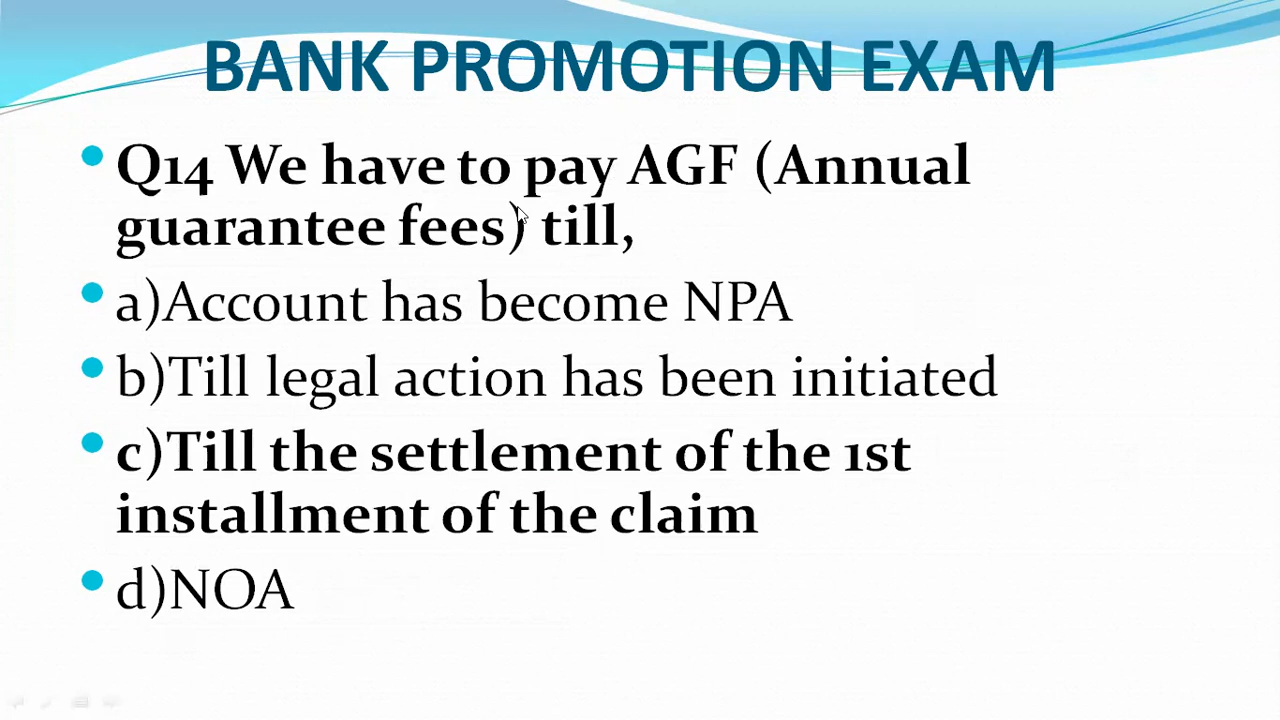 BANK PROMOTION EXAM
• Q14 We have to pay AGF (Annual
guarantee fees) till,
• a)Account has become NPA
• b)Till legal action has been initiated
• c)Till the settlement of the 1st
installment of the claim
• d)NOA